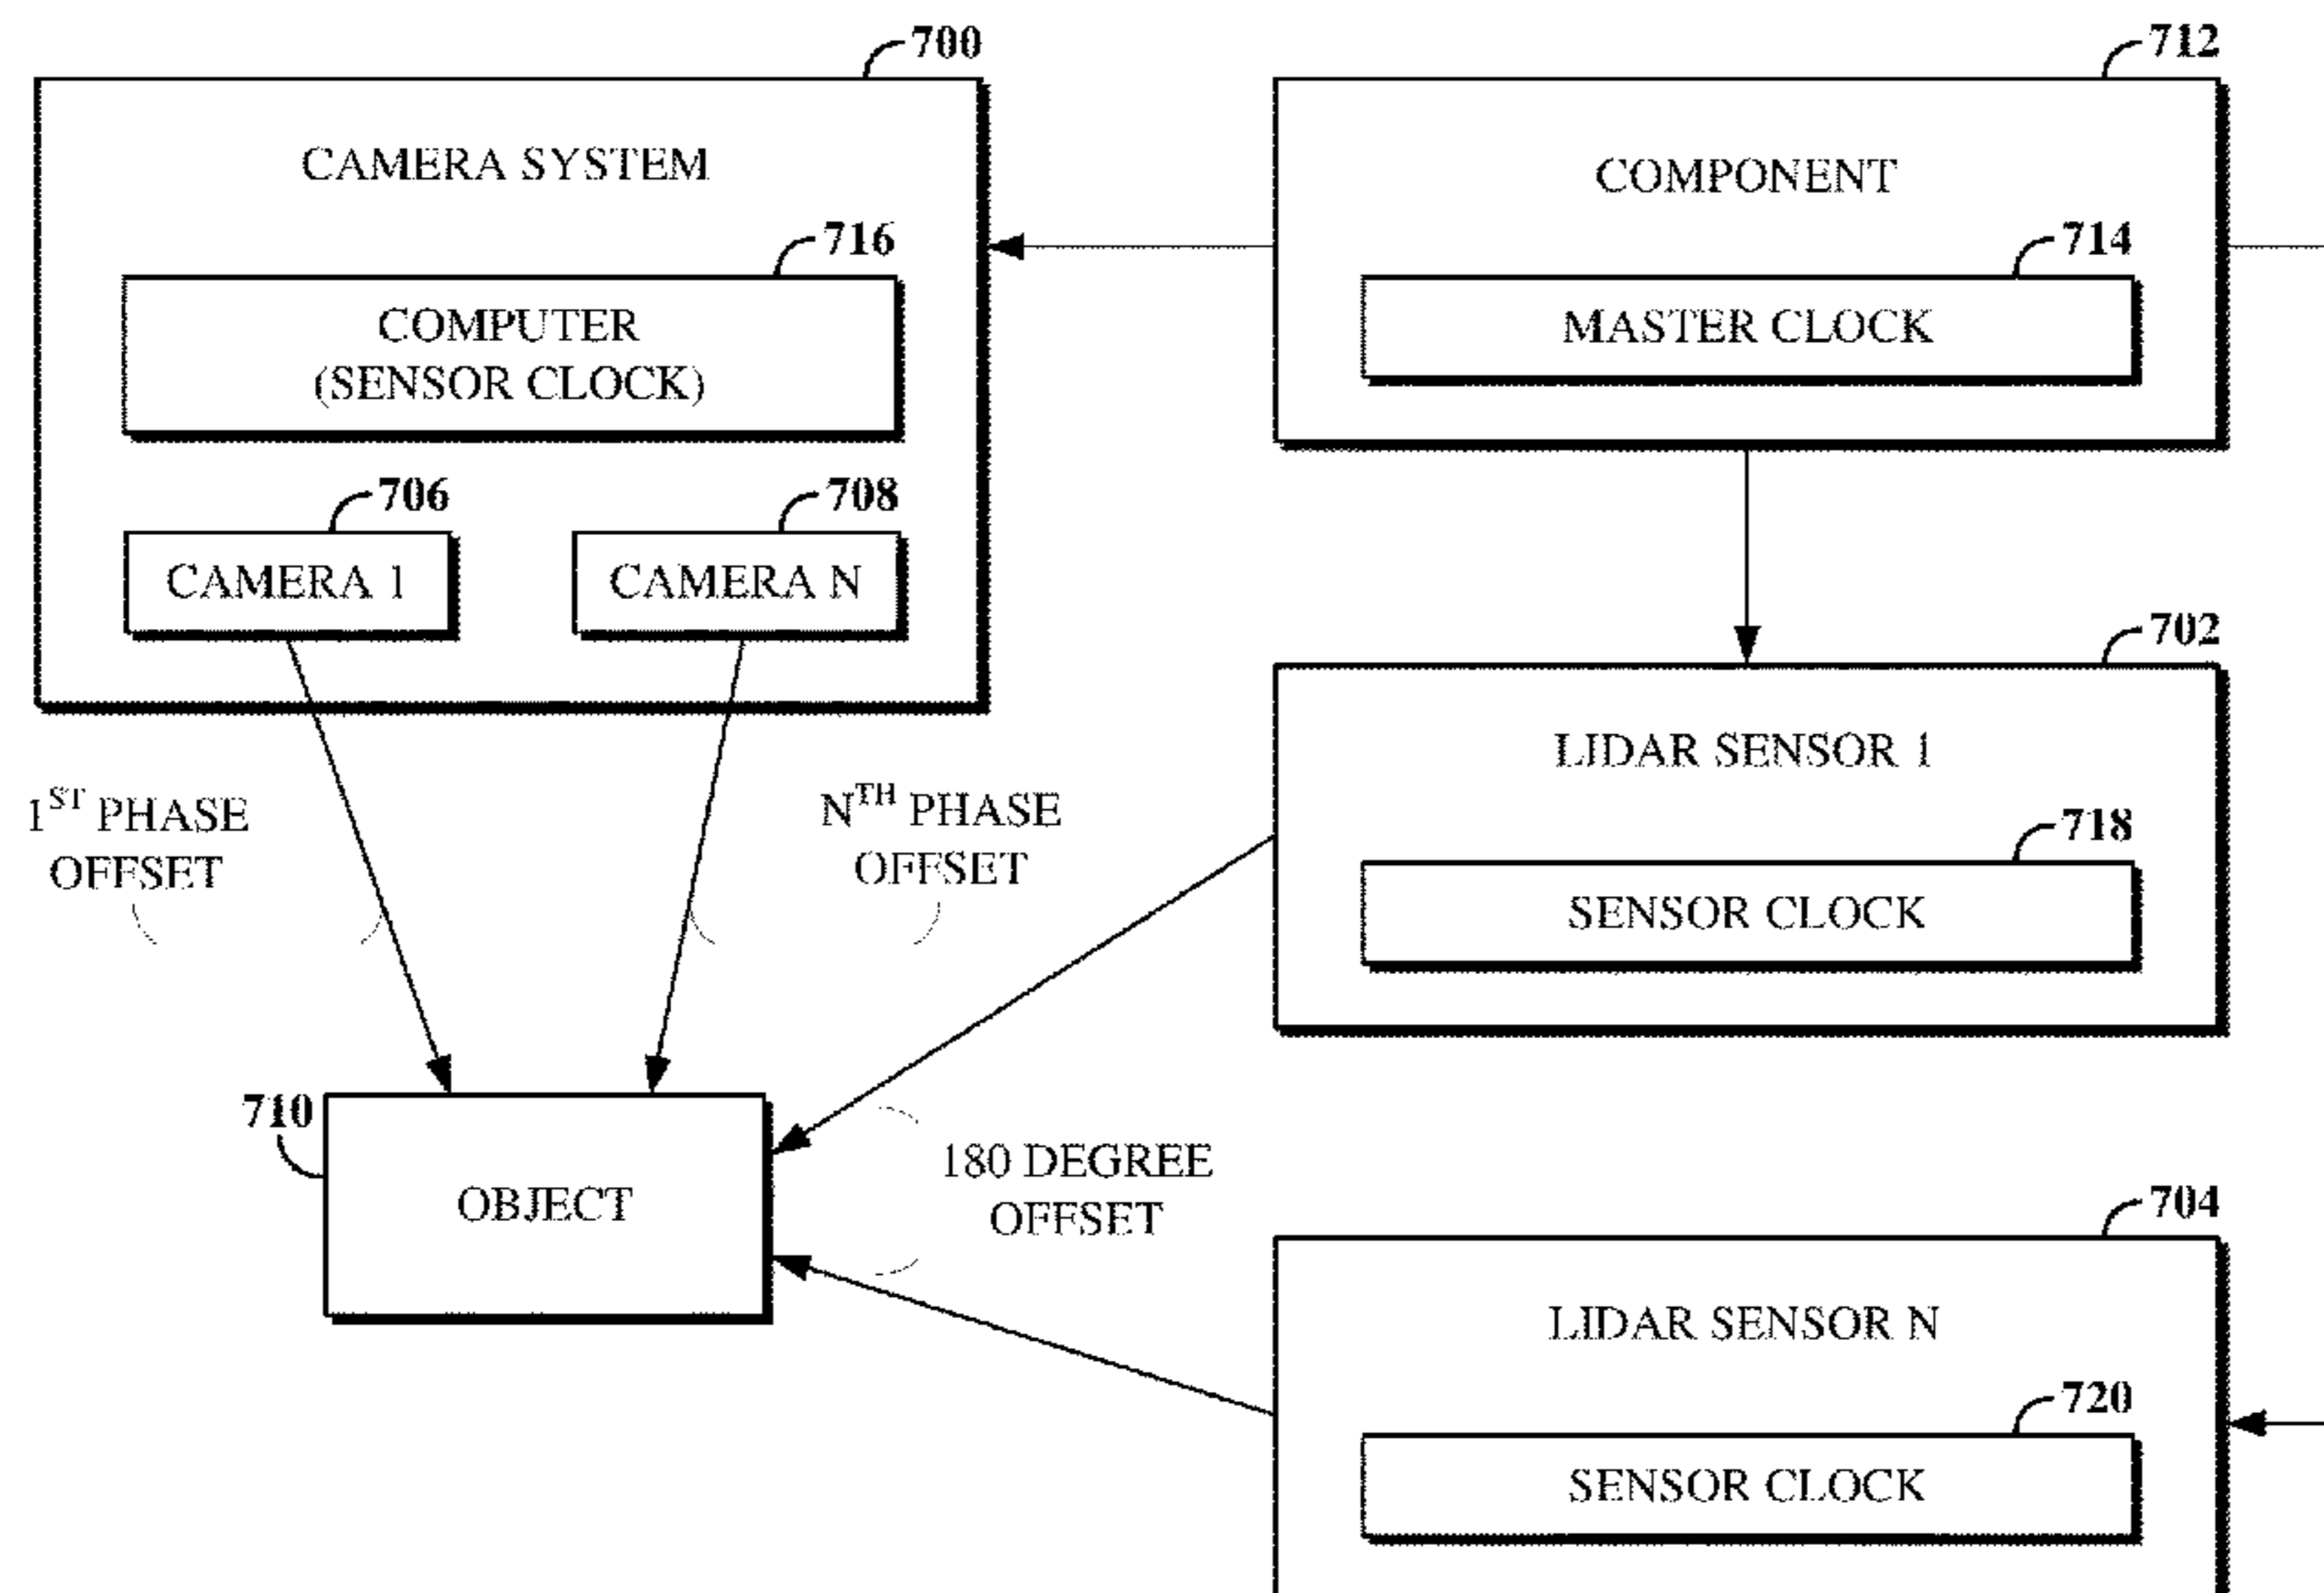 700
CAMERA SYSTEM
716
COMPUTER
(SENSOR CLOCK)
706
CAMERA 1
708
CAMERA N
712
COMPONENT
714
MASTER CLOCK
702
LIDAR SENSOR 1
718
SENSOR CLOCK
1ST PHASE
OFFSET
NTH PHASE
OFFSET
710
OBJECT
180 DEGREE
OFFSET
704
LIDAR SENSOR N
720
SENSOR CLOCK